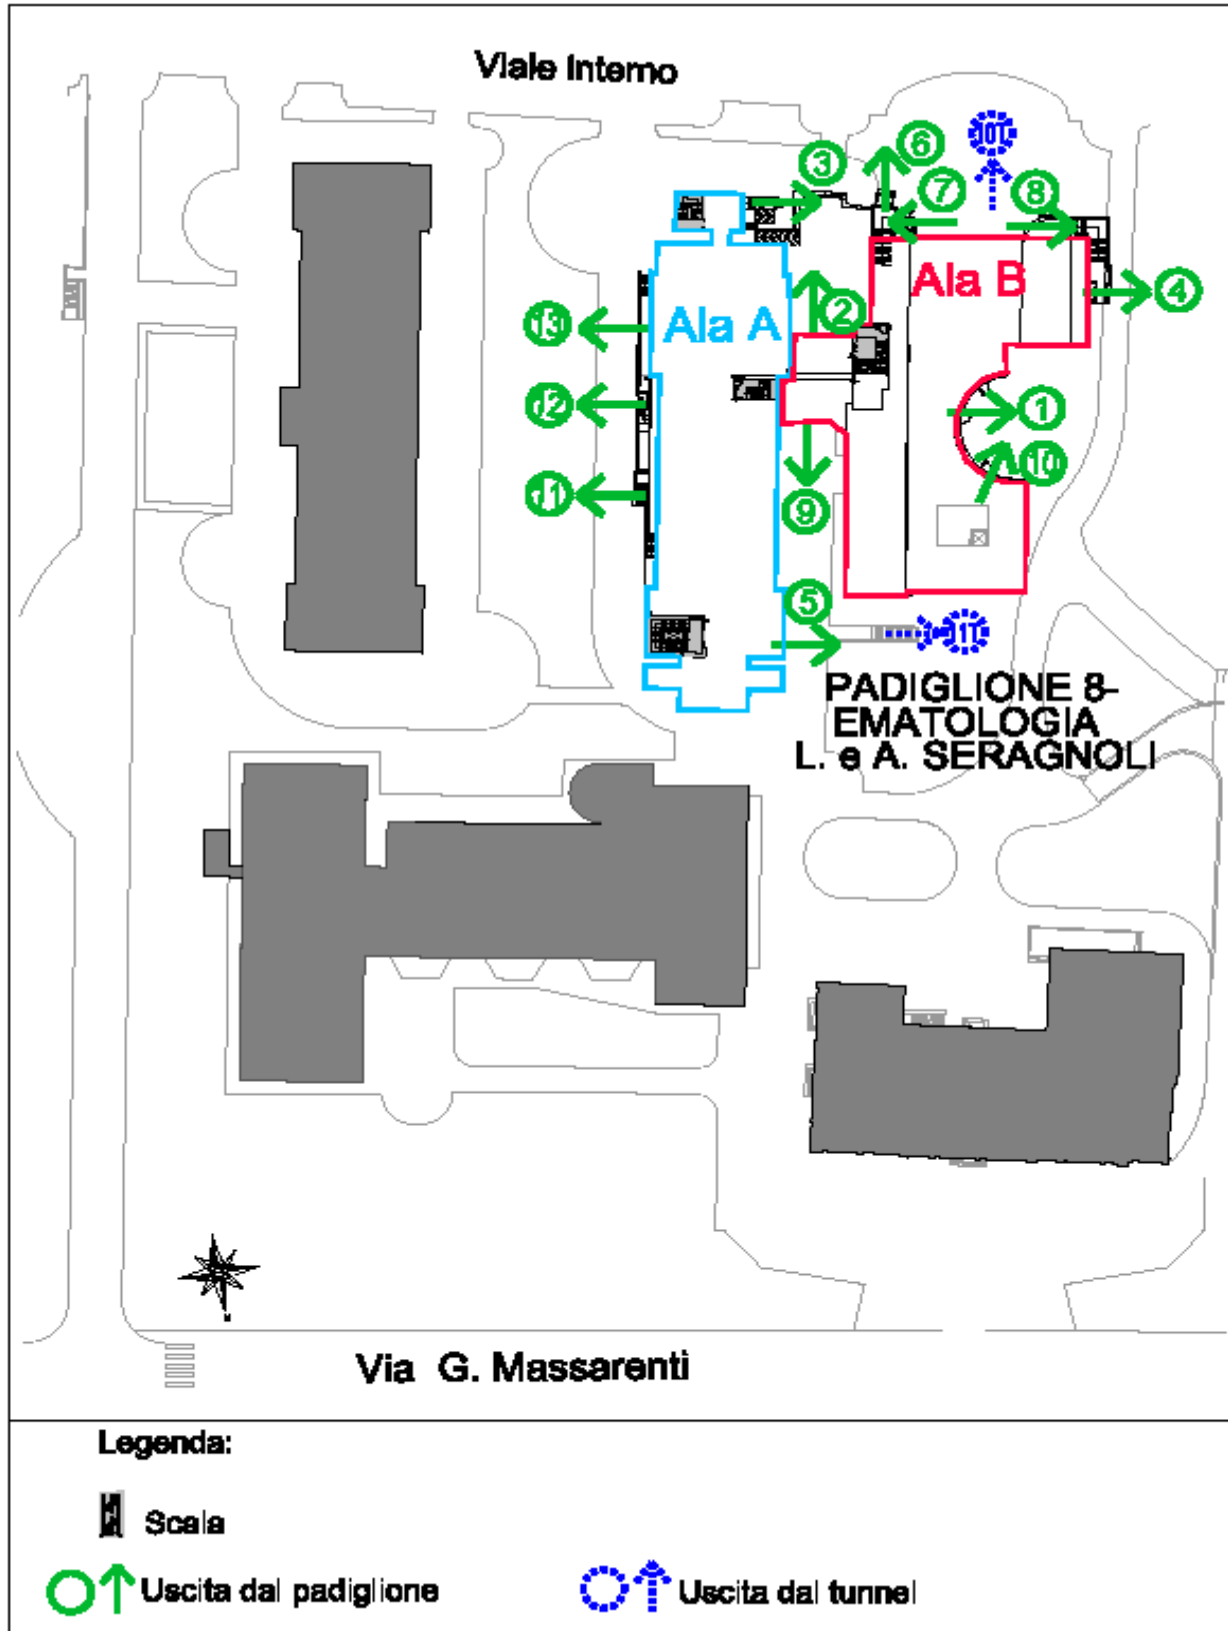 Viale Interno
10T
6
3
7
8
Ala B
4
2
Ala A
13
12
1
10
11
9
5
11T
PADIGLIONE 8-
EMATOLOGIA
L. e A. SERAGNOLI
Via G. Massarenti
Legenda:
Scala
Uscita dal padiglione
Uscita dal tunnel